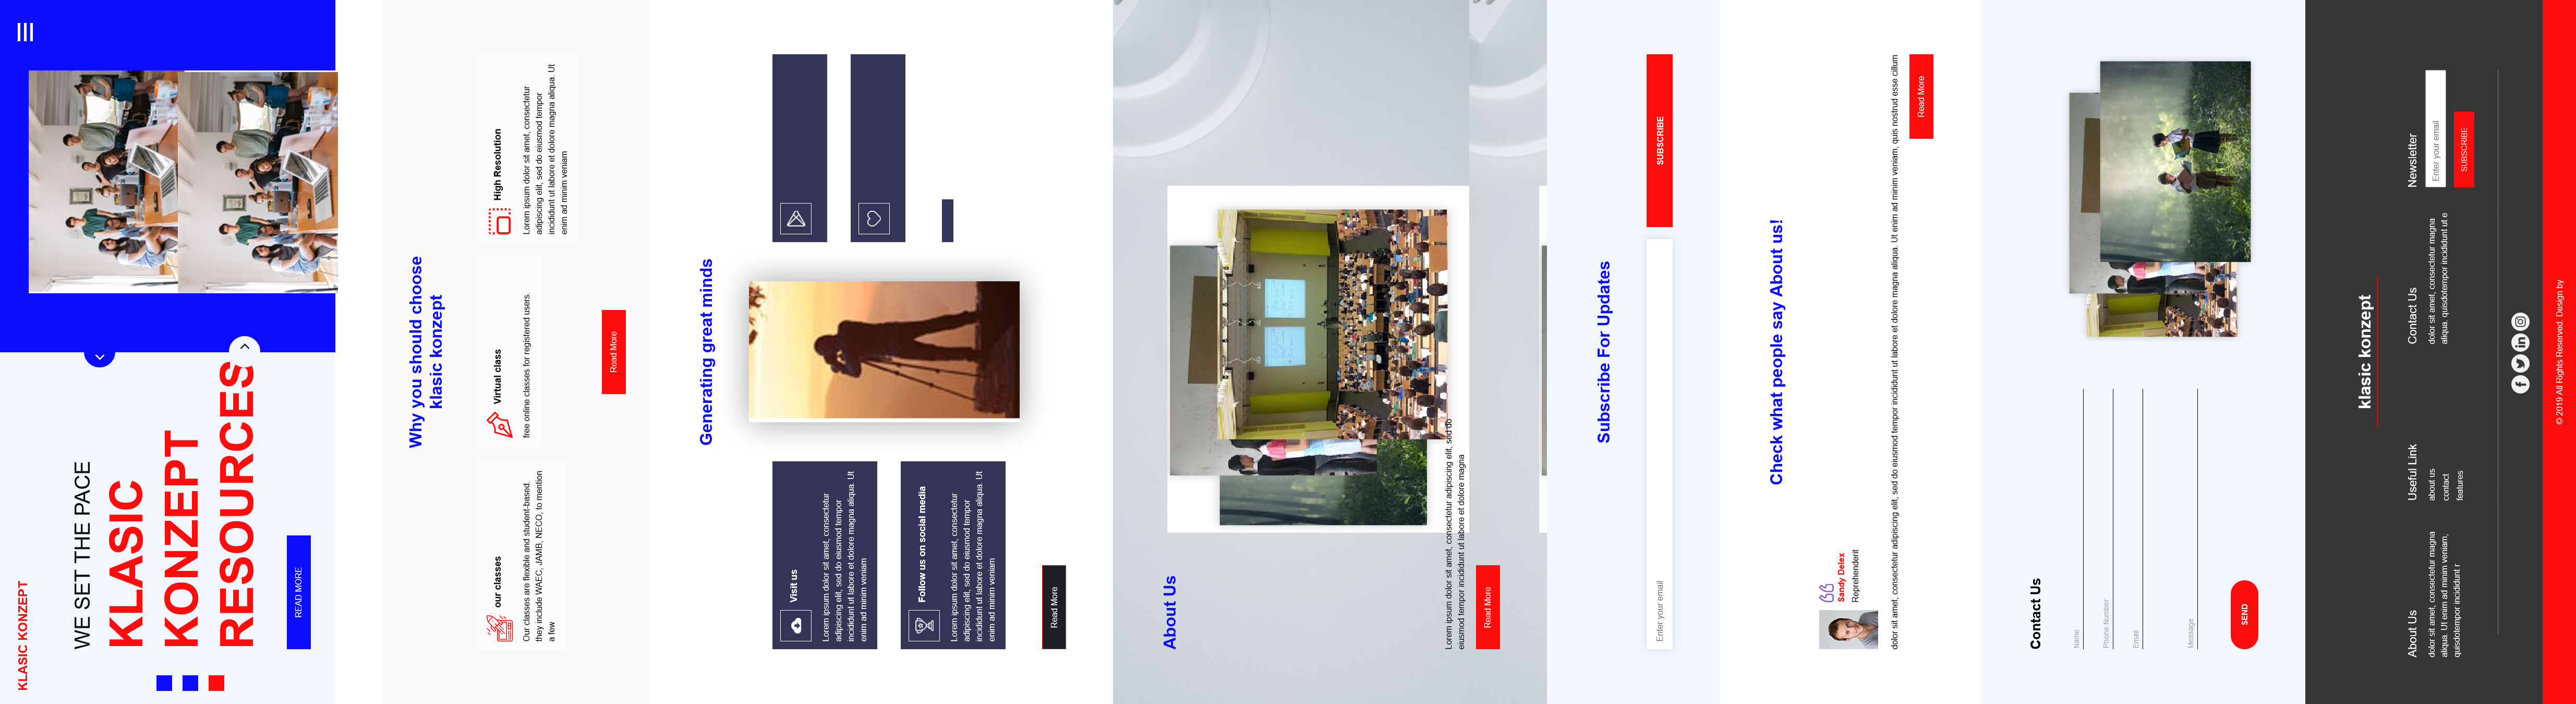 KLASIC KONZEPT
WE SET THE PACE
KLASIC
KONZEPT
RESOURCES
READ MORE
Why you should choose
klasic konzept
our classes
Our classes are flexible and student-based.
they include WAEC, JAMB, NECO, to mention
a few
Virtual class
free online classes for registered users.
High Resolution
Lorem ipsum dolor sit amet, consectetur
adipiscing elit, sed do eiusmod tempor
incididunt ut labore et dolore magna aliqua. Ut
enim ad minim veniam
Read More
Generating great minds
Visit us
Lorem ipsum dolor sit amet, consectetur
adipiscing elit, sed do eiusmod tempor
incididunt ut labore et dolore magna aliqua. Ut
enim ad minim veniam
Follow us on social media
Lorem ipsum dolor sit amet, consectetur
adipiscing elit, sed do eiusmod tempor
incididunt ut labore et dolore magna aliqua. Ut
enim ad minim veniam
Read More
About Us
Lorem ipsum dolor sit amet, consectetur adipiscing elit, sed do
eiusmod tempor incididunt ut labore et dolore magna
Read More
Subscribe For Updates
Enter your email
SUBSCRIBE
Check what people say About us!
Sandy Delex
Reprehenderit
dolor sit amet, consectetur adipiscing elit, sed do eiusmod tempor incididunt ut labore et dolore magna aliqua. Ut enim ad minim veniam, quis nostrud esse cillum
Read More
Contact Us
Name
Phone Number
Email
Message
SEND
klasic konzept
About Us
dolor sit amet, consectetur magna
aliqua. Ut enim ad minim veniam,
quisdotempor incididunt r
Useful Link
about us
contact
features
Contact Us
dolor sit amet, consectetur magna
aliqua. quisdotempor incididunt ut e
Newsletter
Enter your email
SUBSCRIBE
© 2019 All Rights Reserved. Design by